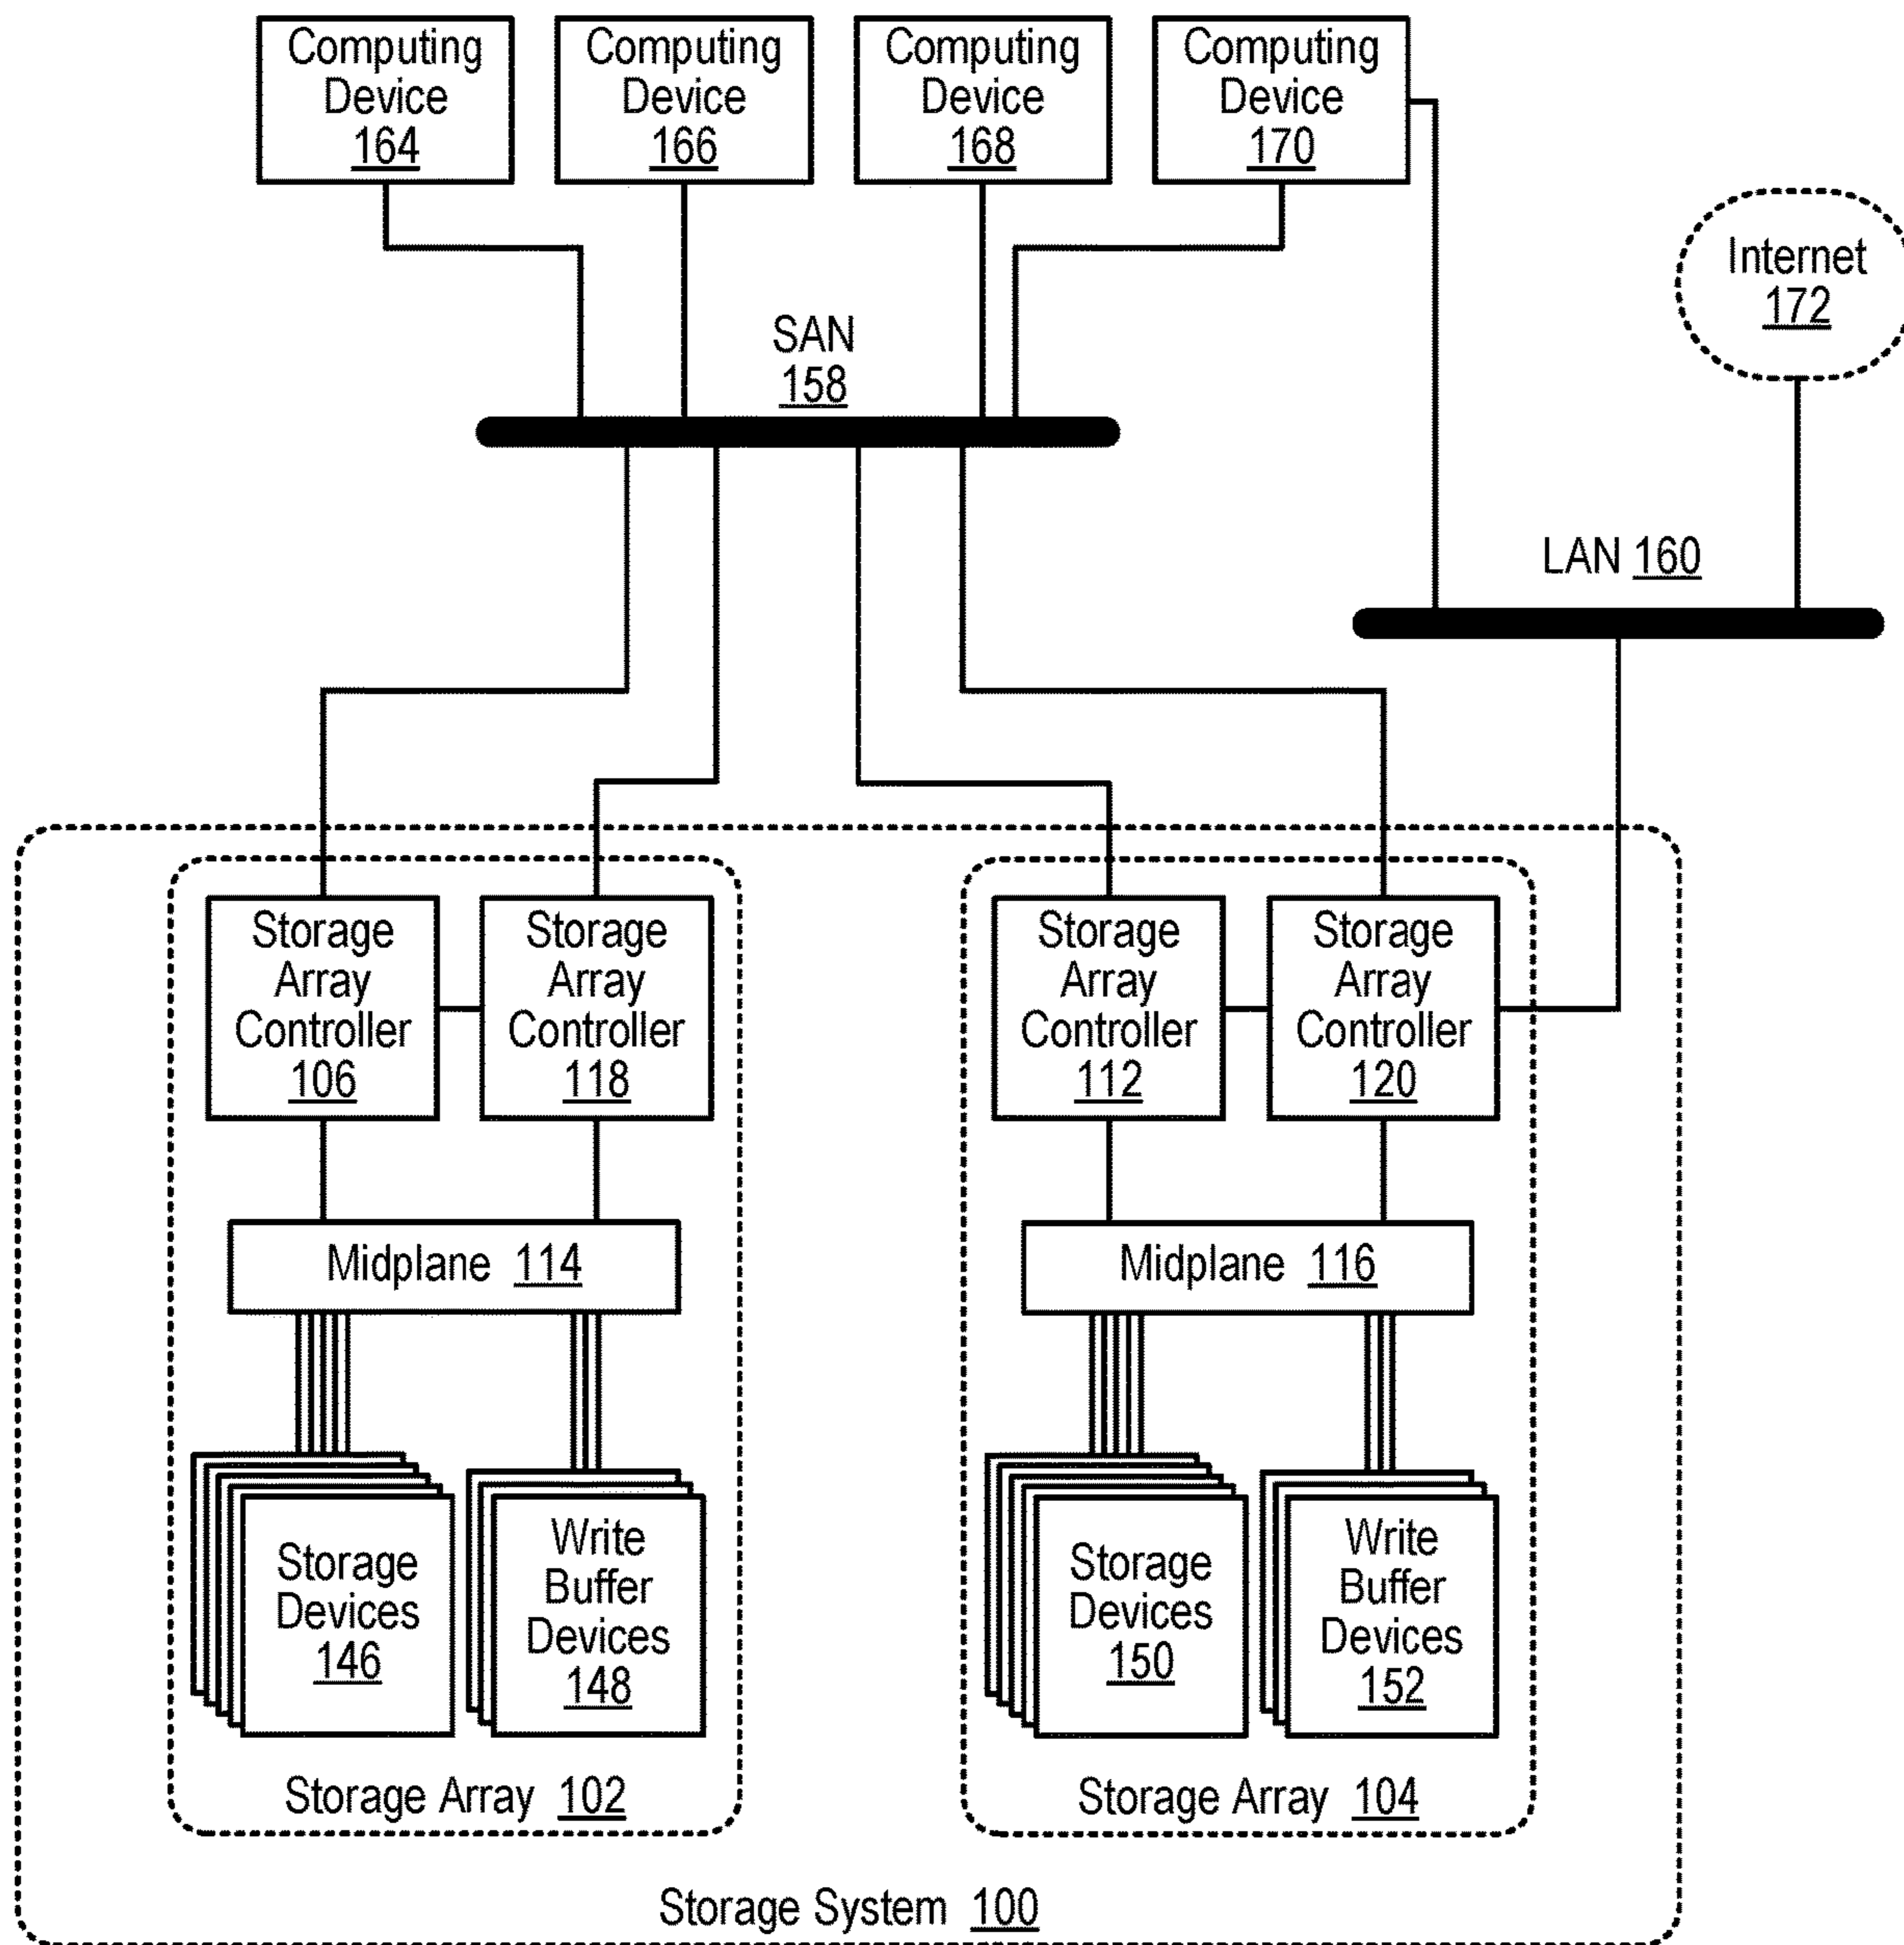 Computing
Device
164
Computing
Device
166
Computing
Device
168
Computing
Device
170
Internet
172
SAN
158
LAN 160
Storage
Array
Controller
106
Storage
Array
Controller
118
Storage
Array
Controller
112
Storage
Array
Controller
120
Midplane 114
Midplane 116
Storage
Devices
146
Write
Buffer
Devices
148
Storage
Devices
150
Write
Buffer
Devices
152
Storage Array 102
Storage Array 104
Storage System 100